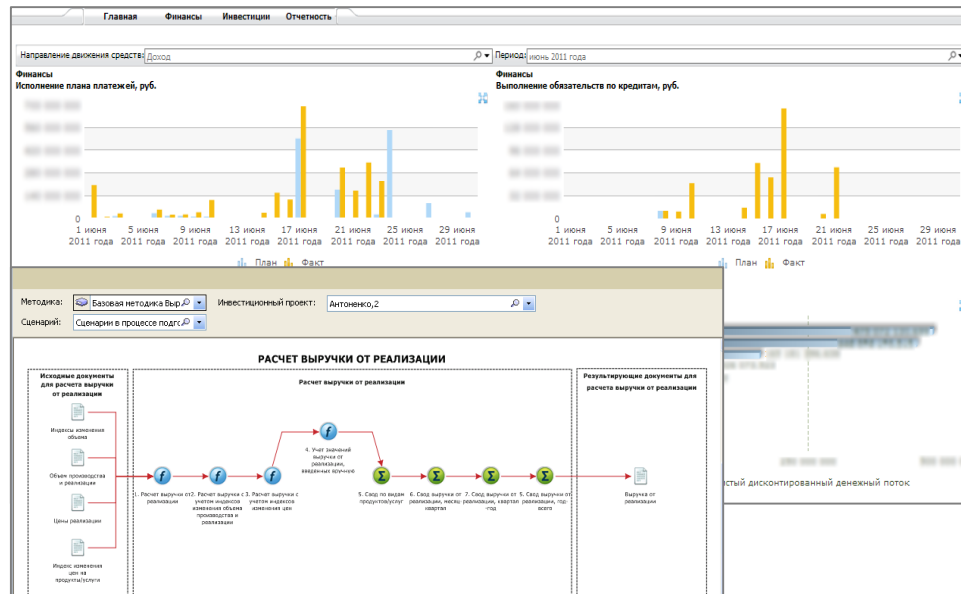 Главная Финансы Инвестиции Отчетность
Направление движения средств: Доход
Период: июнь 2011 года
Финансы
Исполнение плана платежей, руб.
Финансы
Выполнение обязательств по кредитам, руб.
0
1 июня 5 июня 9 июня 13 июня 17 июня 21 июня 25 июня 29 июня
2011 года 2011 года 2011 года 2011 года 2011 года 2011 года 2011 года 2011 года
План Факт
0
1 июня 5 июня 9 июня 13 июня 17 июня 21 июня 25 июня 29 июня
2011 года 2011 года 2011 года 2011 года 2011 года 2011 года 2011 года 2011 года
План Факт
Методика: Базовая методика Выр
Инвестиционный проект: Антоненко,2
Сценарий: Сценарии в процессе подгс
РАСЧЕТ ВЫРУЧКИ ОТ РЕАЛИЗАЦИИ
Исходные документы
для расчета выручки
от реализации
Индексы изменения
объема
Объем производства
и реализации
Цены реализации
Индекс изменения
цен на
продукты/услуги
Расчет выручки от реализации
1. Расчет выручки от
реализации
2. Расчет выручки с
учетом индексов
изменения объема
производства и
реализации
3. Расчет выручки с
учетом индексов
изменения цен
4. Учет значений
выручки от
реализации,
введенных вручную
5. Свод по видам
продуктов/услуг
6. Свод выручки от
реализации, месяц
квартал
7. Свод выручки от
реализации, квартал
-год
5. Свод выручки от
реализации, год-
всего
Результирующие документы для
расчета выручки от реализации
Выручка от
реализации
стый дисконтированный денежный поток